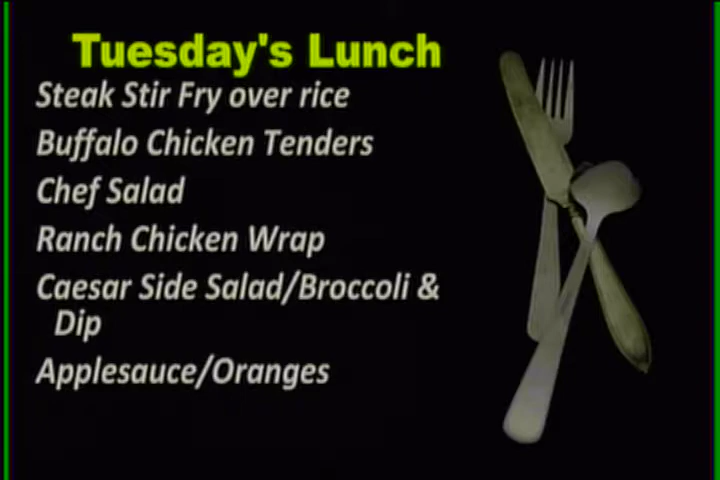 Tuesday's Lunch
Steak Stir Fry over rice
Buffalo Chicken Tenders
Chef Salad
Ranch Chicken Wrap
Caesar Side Salad/Broccoli &
Dip
Applesauce/Oranges